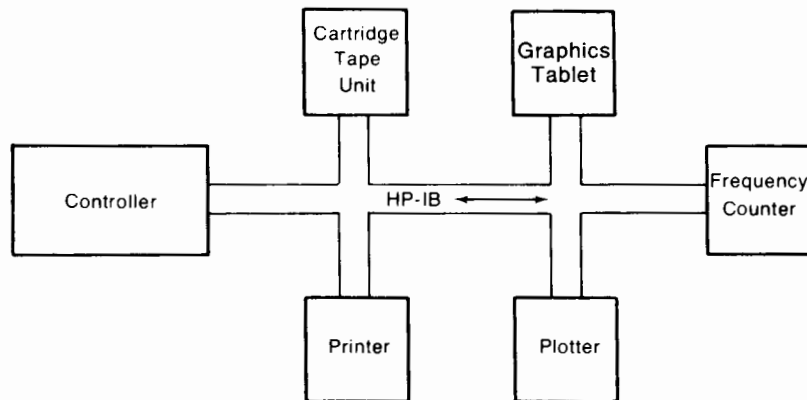 Cartridge
Tape
Unit
Graphics
Tablet
Controller
HP-IB
Frequency
Counter
Printer
Plotter